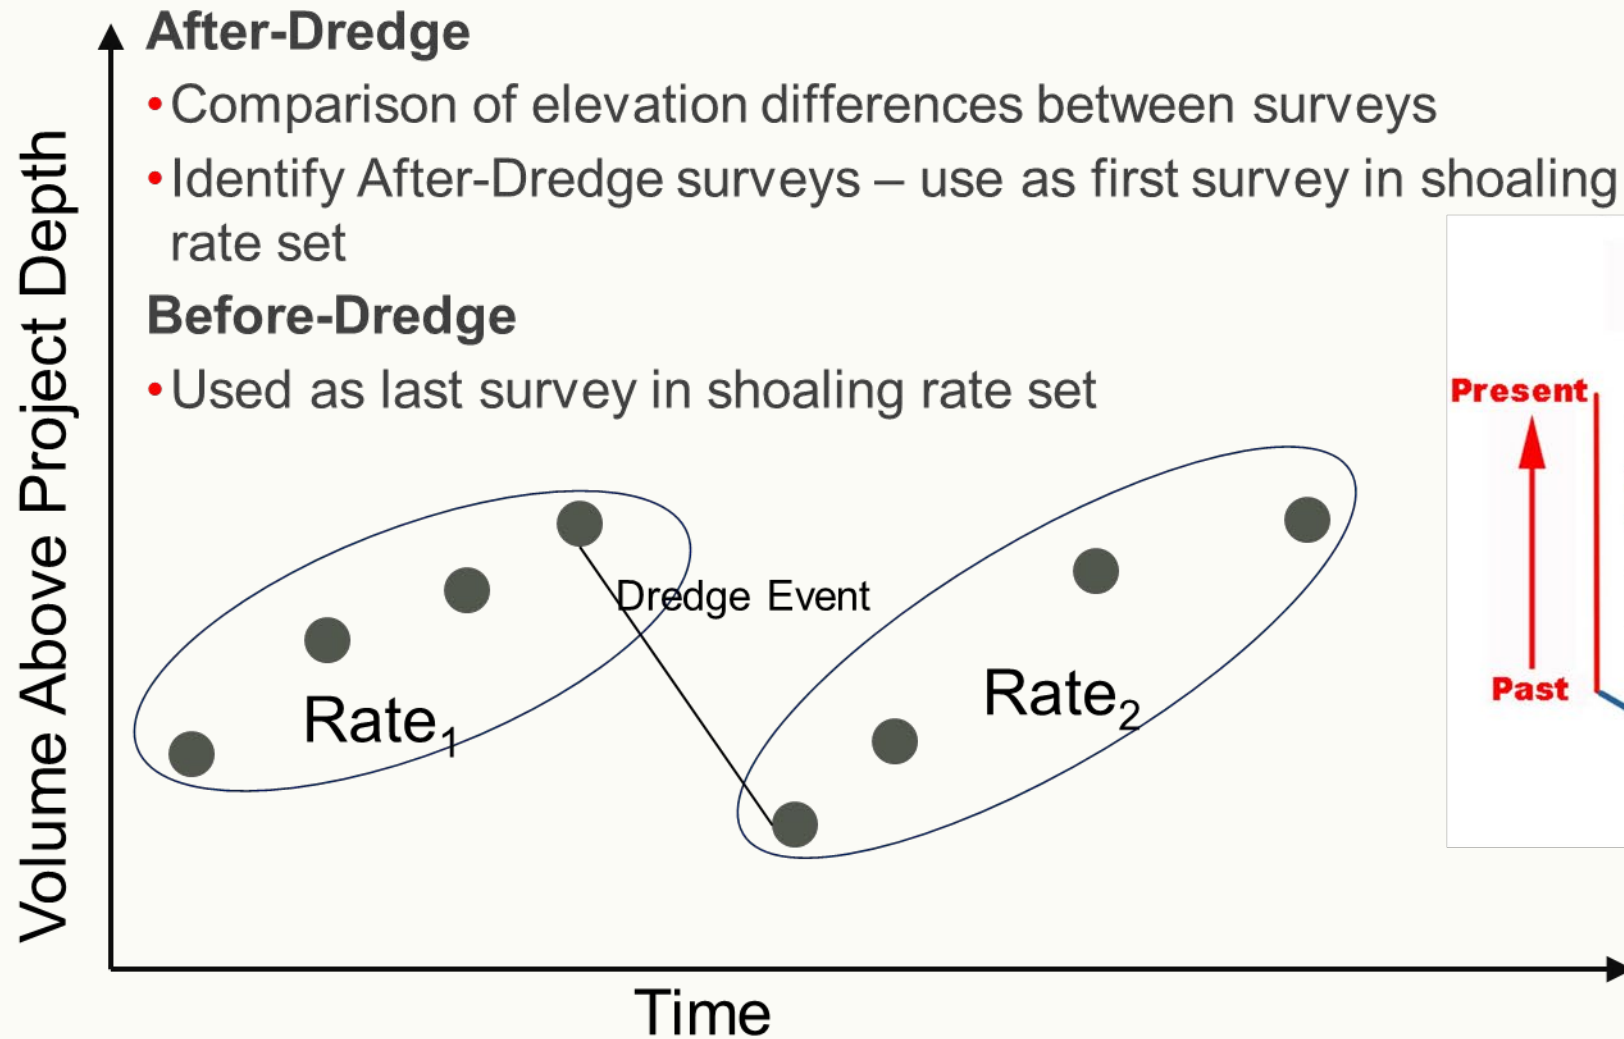 After-Dredge
•Comparison of elevation differences between surveys
•Identify After-Dredge surveys – use as first survey in shoaling
rate set
Before-Dredge
•Used as last survey in shoaling rate set
Volume Above Project Depth
Dredge Event
Rate1
Rate2
Time
Present
Past